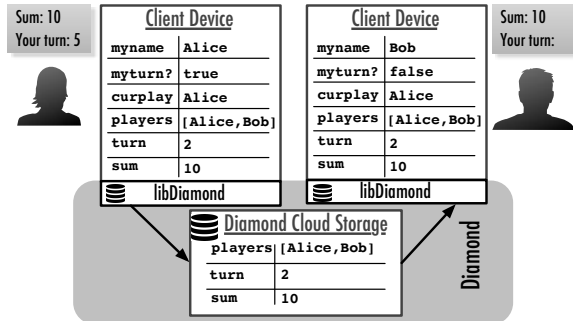 Sum: 10
Your turn: 5
Client Device
myname Alice
myturn? true
curplay Alice
players [Alice,Bob]
turn 2
sum 10
libDiamond
Client Device
myname Bob
myturn? false
curplay Alice
players [Alice,Bob]
turn 2
sum 10
libDiamond
Sum: 10
Your turn:
Diamond Cloud Storage
players [Alice,Bob]
turn 2
sum 10
Diamond